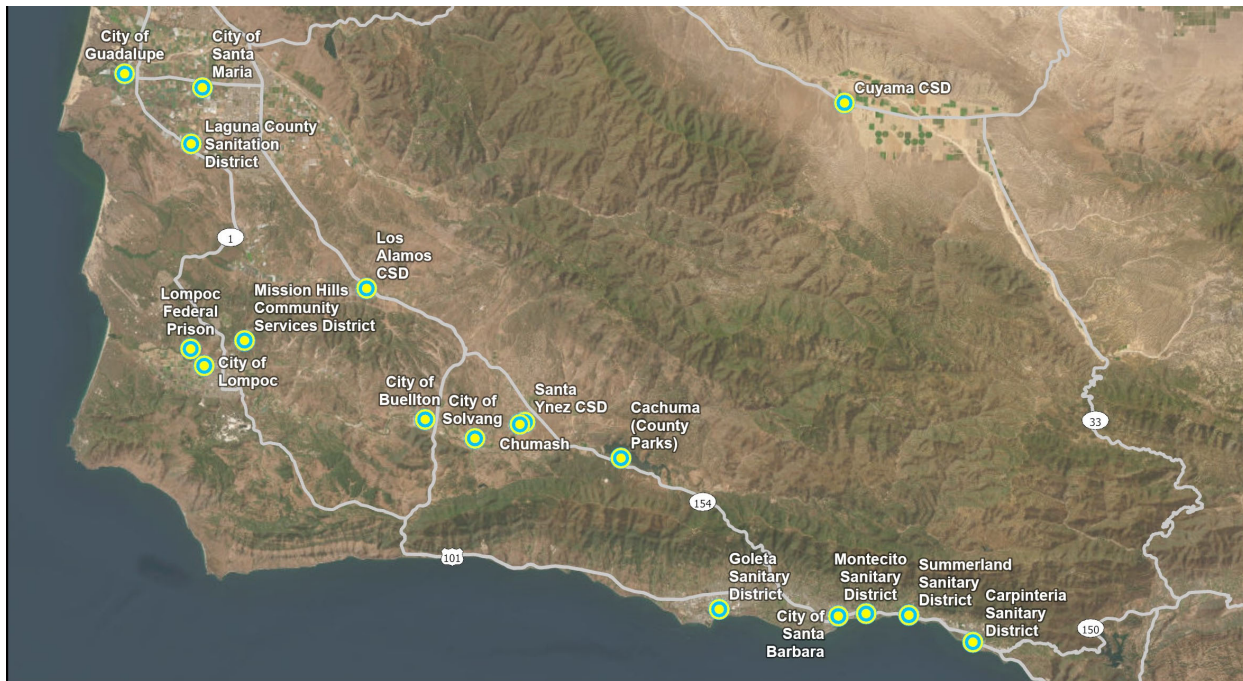 City of
Guadalupe
City of
Santa
Maria
Cuyama CSD
Laguna County
Sanitation
District
1
Los
Alamos
CSD
Lompoc
Federal
Prison
Mission Hills
Community
Services District
City of
Lompoc
City of
Buellton
City of
Solvang
Santa
Ynez CSD
Chumash
Cachuma
(County
Parks)
33
154
101
Goleta
Sanitary
District
City of
Santa
Barbara
Montecito
Sanitary
District
Summerland
Sanitary
District
Carpinteria
Sanitary
District
150